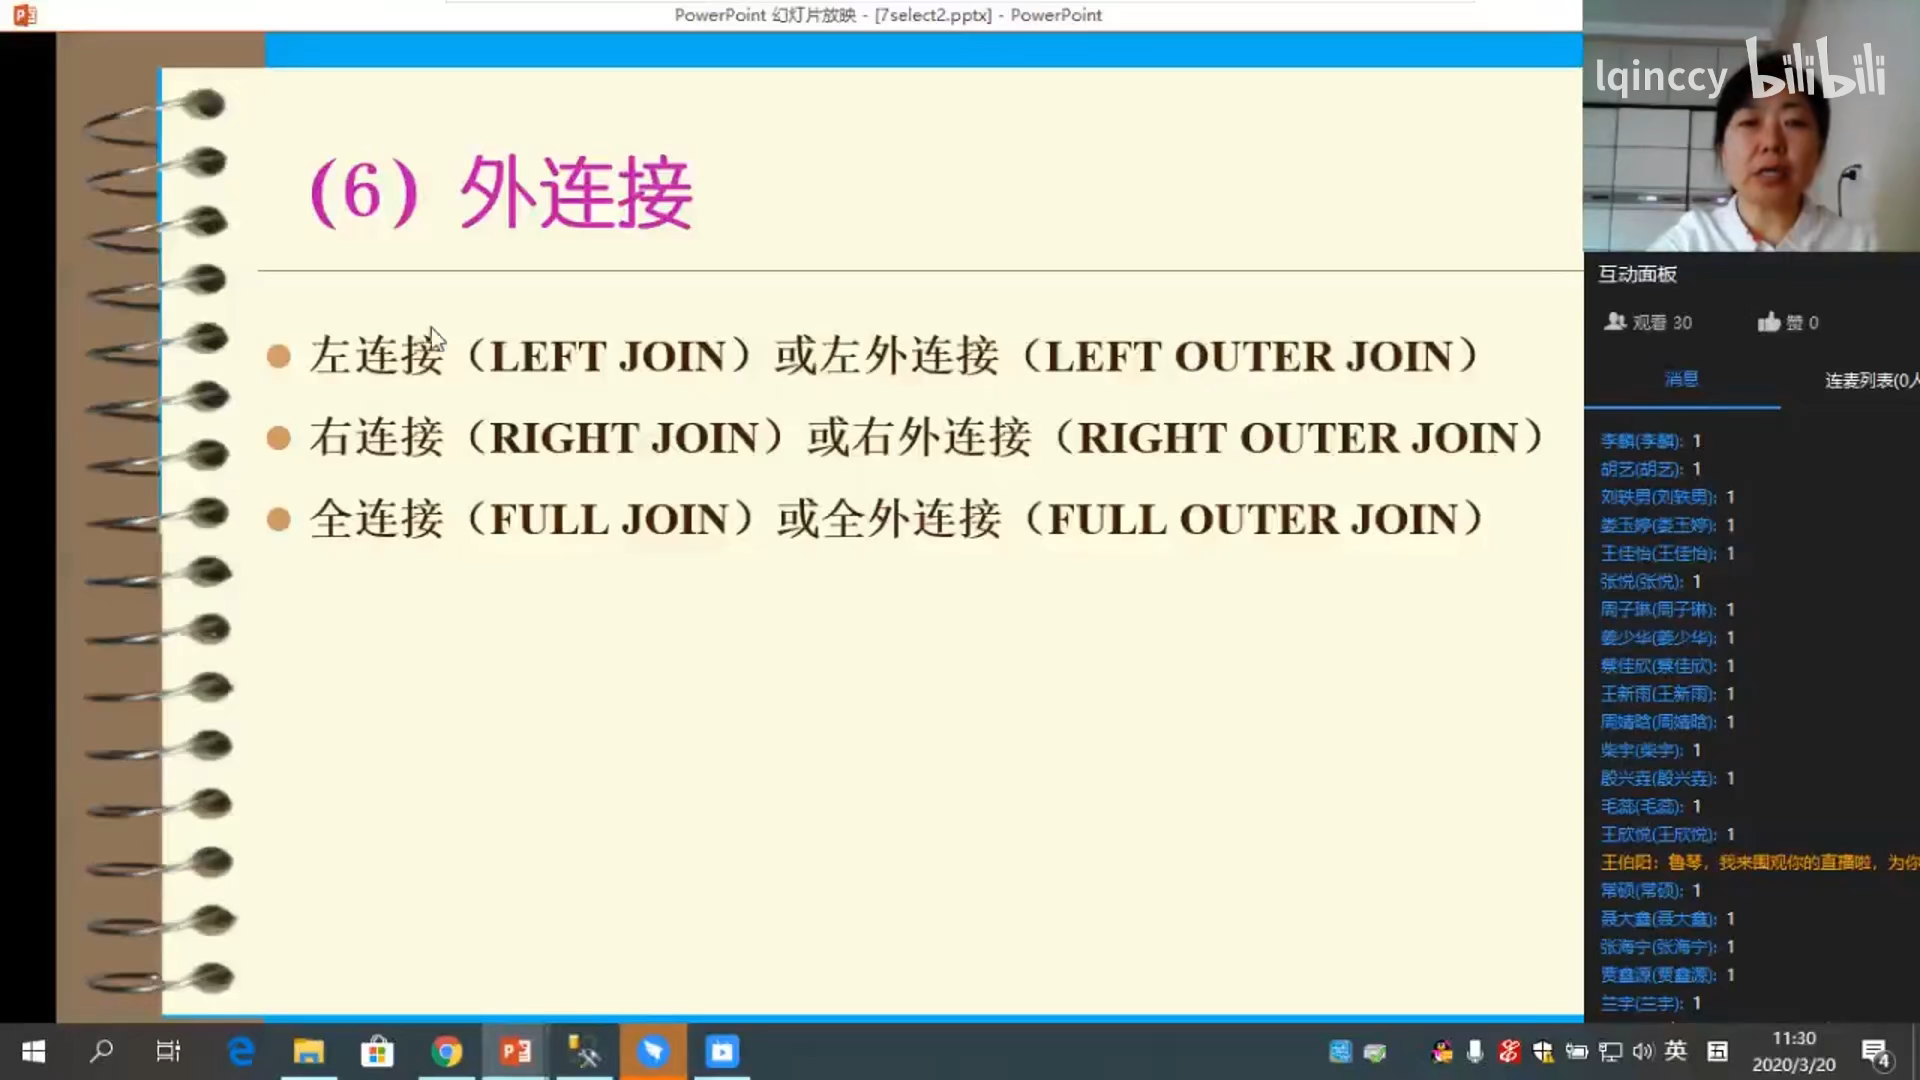 PowerPoint 幻灯片放映 - [7select2.pptx] - PowerPoint
lqinccy bilibili
(6) 外连接
左连接（LEFT JOIN）或左外连接（LEFT OUTER JOIN）
右连接（RIGHT JOIN）或右外连接（RIGHT OUTER JOIN）
全连接（FULL JOIN）或全外连接（FULL OUTER JOIN）
互动面板
观看 30 赞 0
消息 连麦列表(0人
李麟(李麟): 1
胡艺(胡艺): 1
刘轶男(刘轶男): 1
娄玉婷(娄玉婷): 1
王佳怡(王佳怡): 1
张悦(张悦): 1
周子琳(周子琳): 1
姜少华(姜少华): 1
蔡佳欣(蔡佳欣): 1
王新雨(王新雨): 1
周婧晗(周婧晗): 1
柴宇(柴宇): 1
殷兴垚(殷兴垚): 1
毛蕊(毛蕊): 1
王欣悦(王欣悦): 1
王伯阳: 鲁琴，我来围观你的直播啦，为你
常硕(常硕): 1
聂大鑫(聂大鑫): 1
张海宁(张海宁): 1
贾鑫源(贾鑫源): 1
兰宇(兰宇): 1
英
11:30
2020/3/20
4